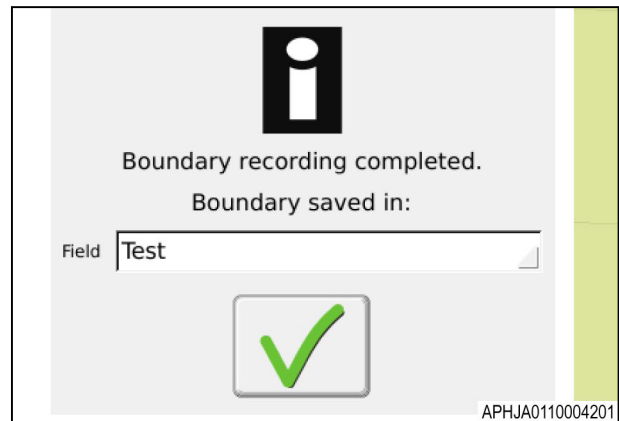 Boundary recording completed.
Boundary saved in:
Field Test
APHJA0110004201